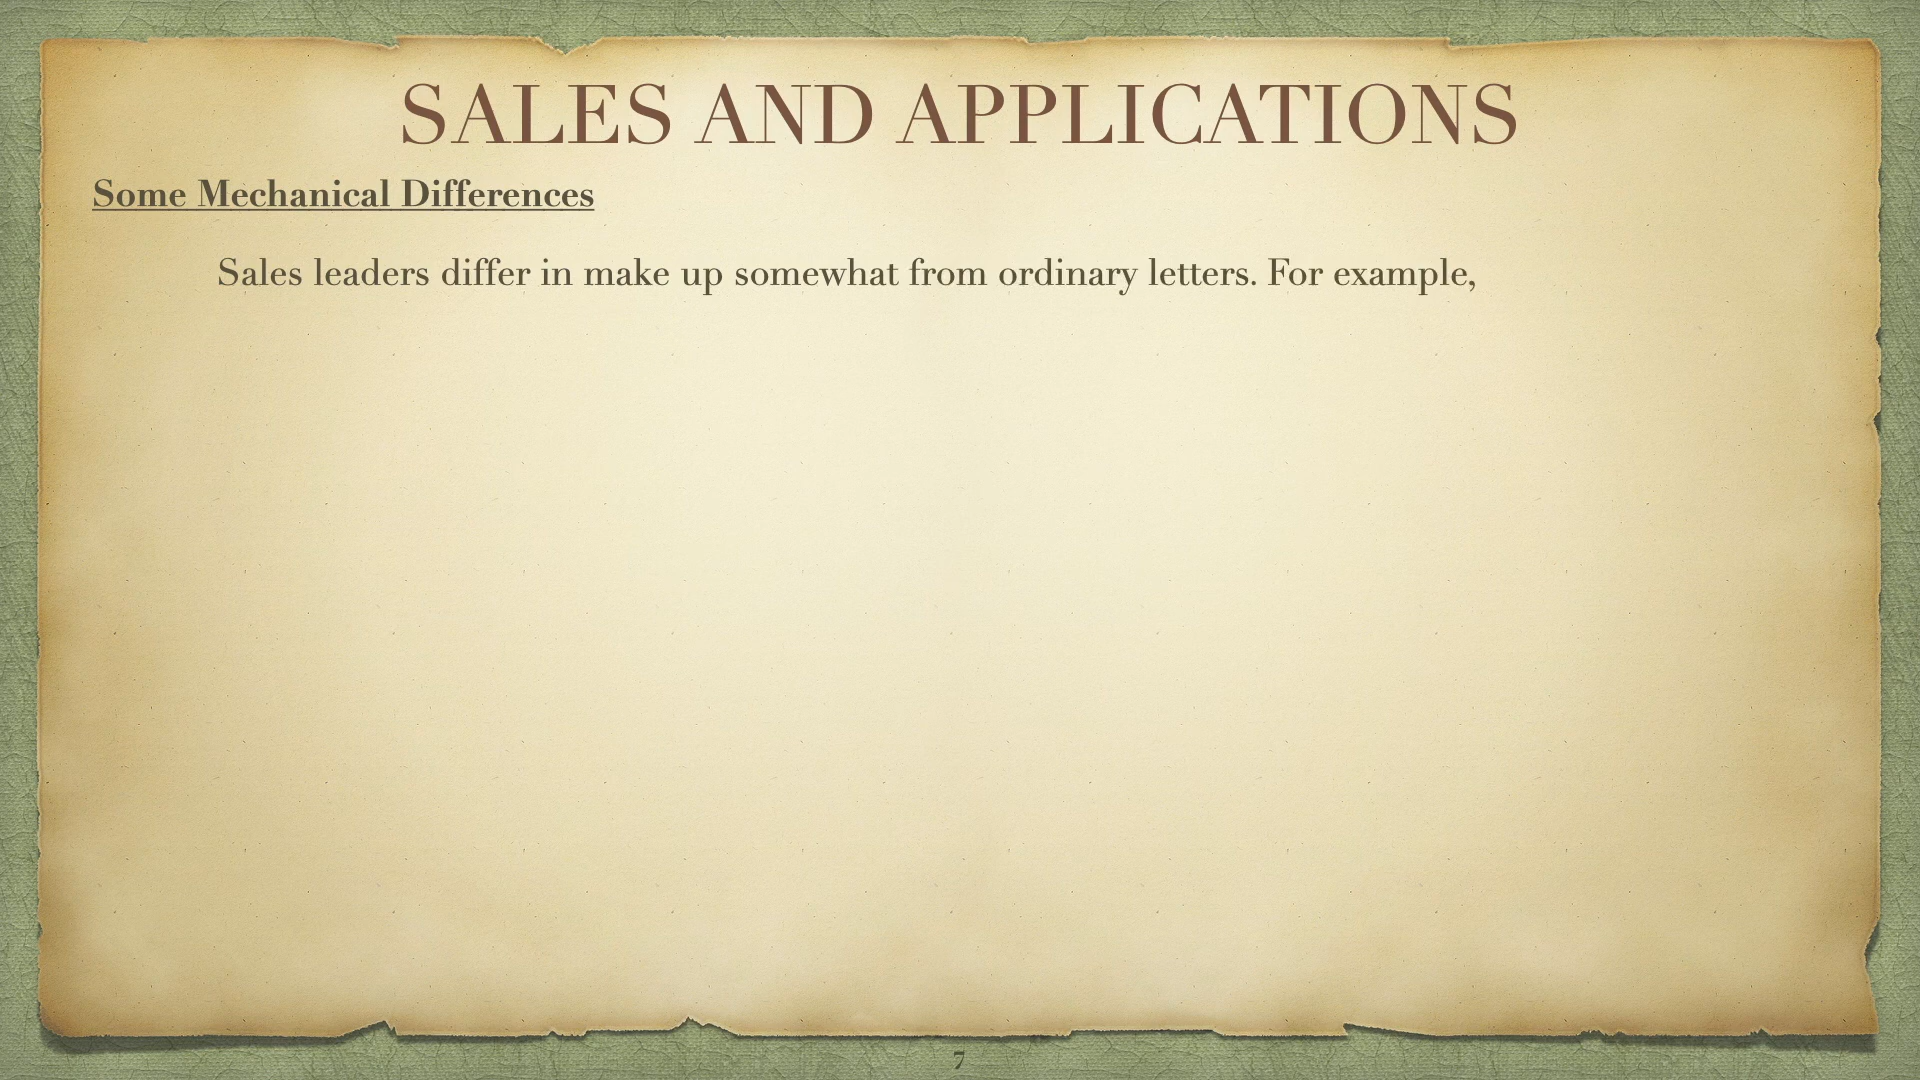 SALES AND APPLICATIONS
Some Mechanical Differences
Sales leaders differ in make up somewhat from ordinary letters. For example,
7